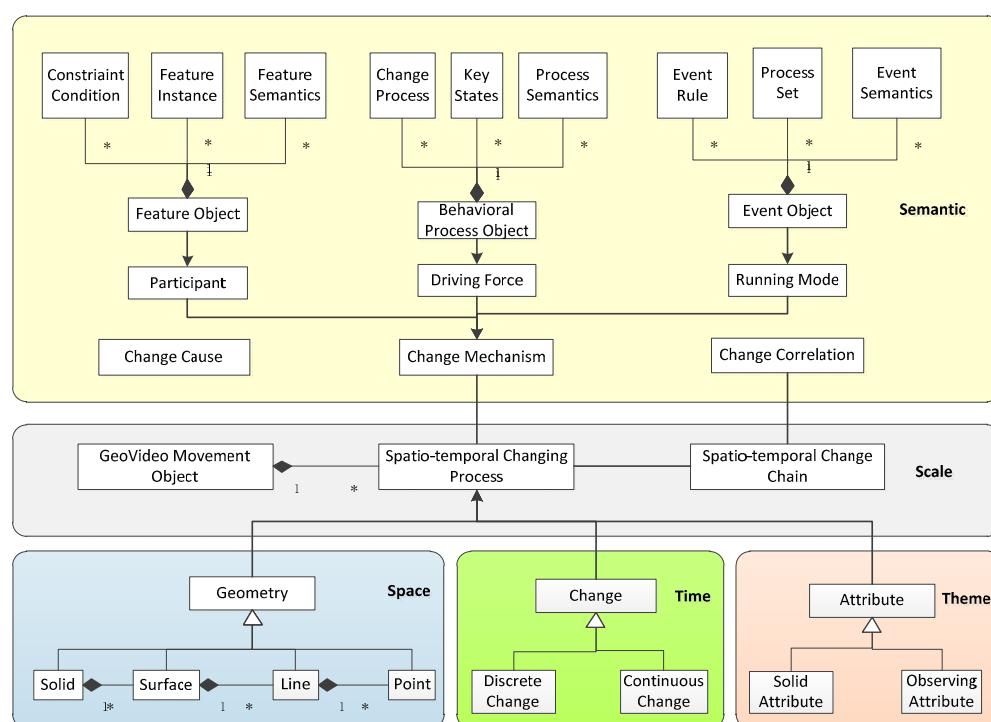 Constriaint
Condition
Feature
Instance
Feature
Semantics
Change
Process
Key
States
Process
Semantics
Event
Rule
Process
Set
Event
Semantics
* * * * * * * * *
1 1 1
Feature Object
Behavioral
Process Object
Event Object
Semantic
Participant
Driving Force
Running Mode
Change Cause
Change Mechanism
Change Correlation
GeoVideo Movement
Object
1 *
Spatio-temporal Changing
Process
Spatio-temporal Change
Chain
Scale
Geometry
Space
Solid
Surface
Line
Point
1* 1 * 1 *
Change
Time
Discrete
Change
Continuous
Change
Attribute
Theme
Solid
Attribute
Observing
Attribute